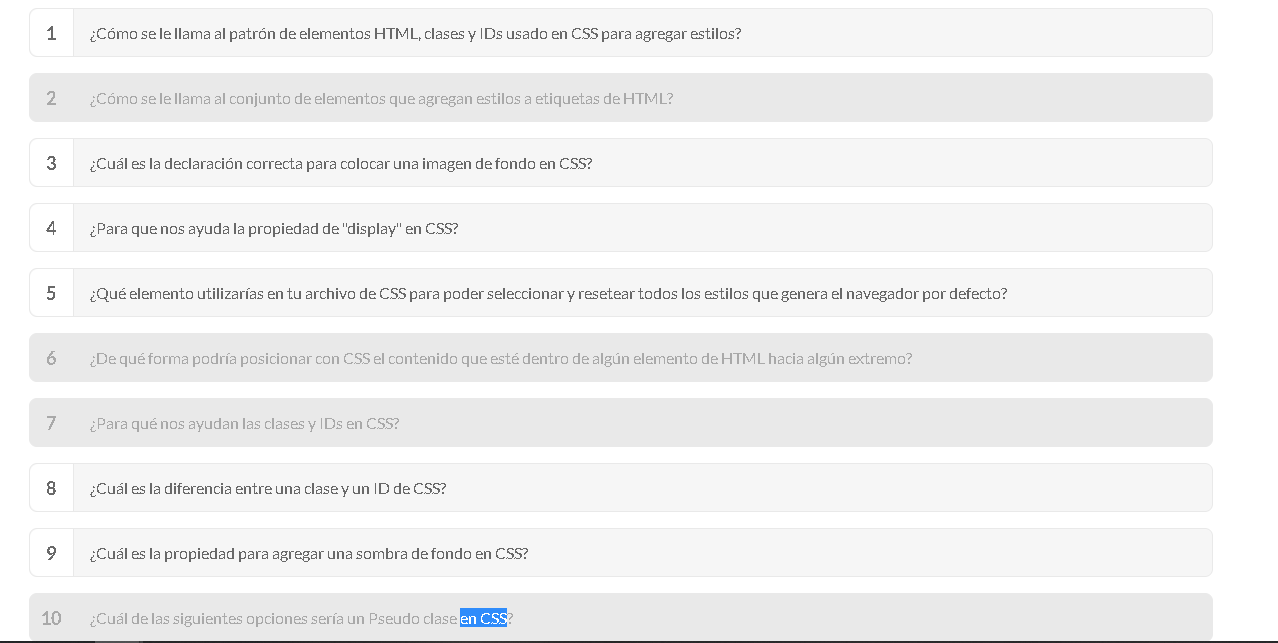 1 ¿Cómo se le llama al patrón de elementos HTML, clases y IDs usado en CSS para agregar estilos?
2 ¿Cómo se le llama al conjunto de elementos que agregan estilos a etiquetas de HTML?
3 ¿Cuál es la declaración correcta para colocar una imagen de fondo en CSS?
4 ¿Para que nos ayuda la propiedad de "display" en CSS?
5 ¿Qué elemento utilizarías en tu archivo de CSS para poder seleccionar y resetear todos los estilos que genera el navegador por defecto?
6 ¿De qué forma podría posicionar con CSS el contenido que esté dentro de algún elemento de HTML hacia algún extremo?
7 ¿Para qué nos ayudan las clases y IDs en CSS?
8 ¿Cuál es la diferencia entre una clase y un ID de CSS?
9 ¿Cuál es la propiedad para agregar una sombra de fondo en CSS?
10 ¿Cuál de las siguientes opciones sería un Pseudo clase en CSS?